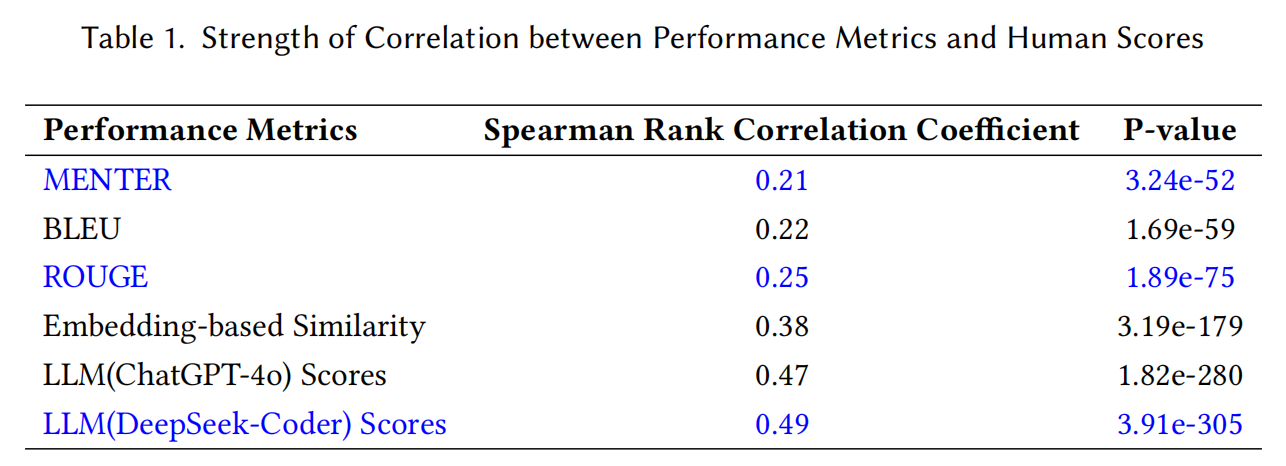 Table 1. Strength of Correlation between Performance Metrics and Human Scores
Performance Metrics Spearman Rank Correlation Coefficient P-value
MENTER 0.21 3.24e-52
BLEU 0.22 1.69e-59
ROUGE 0.25 1.89e-75
Embedding-based Similarity 0.38 3.19e-179
LLM(ChatGPT-4o) Scores 0.47 1.82e-280
LLM(DeepSeek-Coder) Scores 0.49 3.91e-305